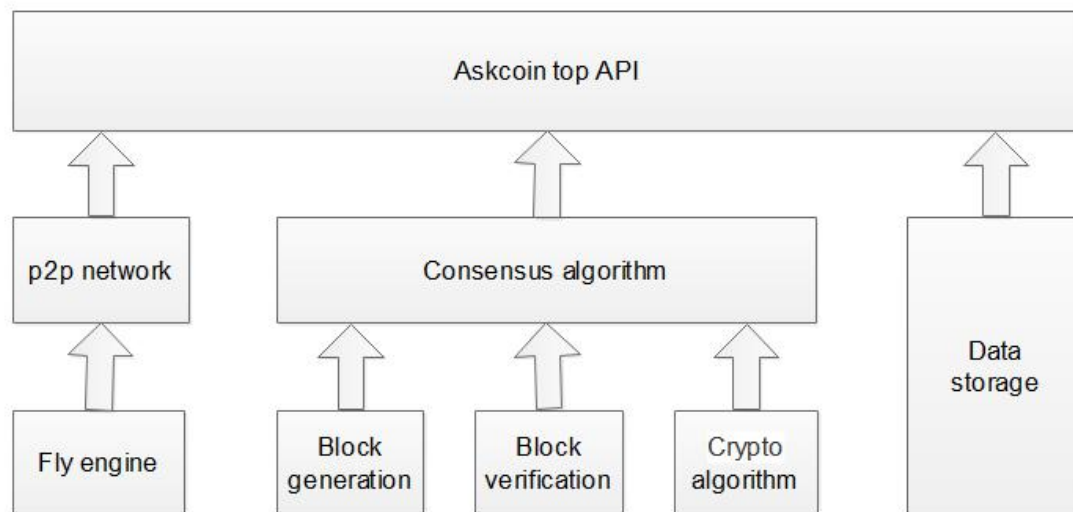 Askcoin top API
p2p network
Consensus algorithm
Data
storage
Fly engine
Block
generation
Block
verification
Crypto
algorithm